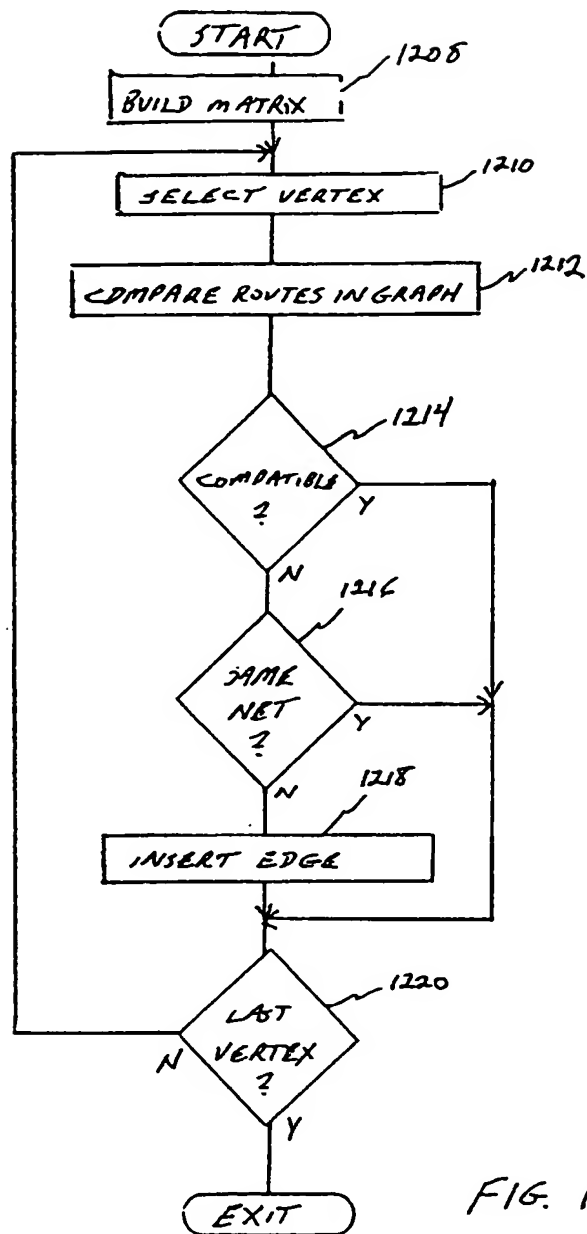 START
1208
BUILD MATRIX
1210
SELECT VERTEX
1212
COMPARE ROUTES IN GRAPH
1214
COMPATIBLE
?
Y
N
1216
SAME
NET
?
Y
N
1218
INSERT EDGE
1220
LAST
VERTEX
?
N
Y
EXIT
FIG. 1